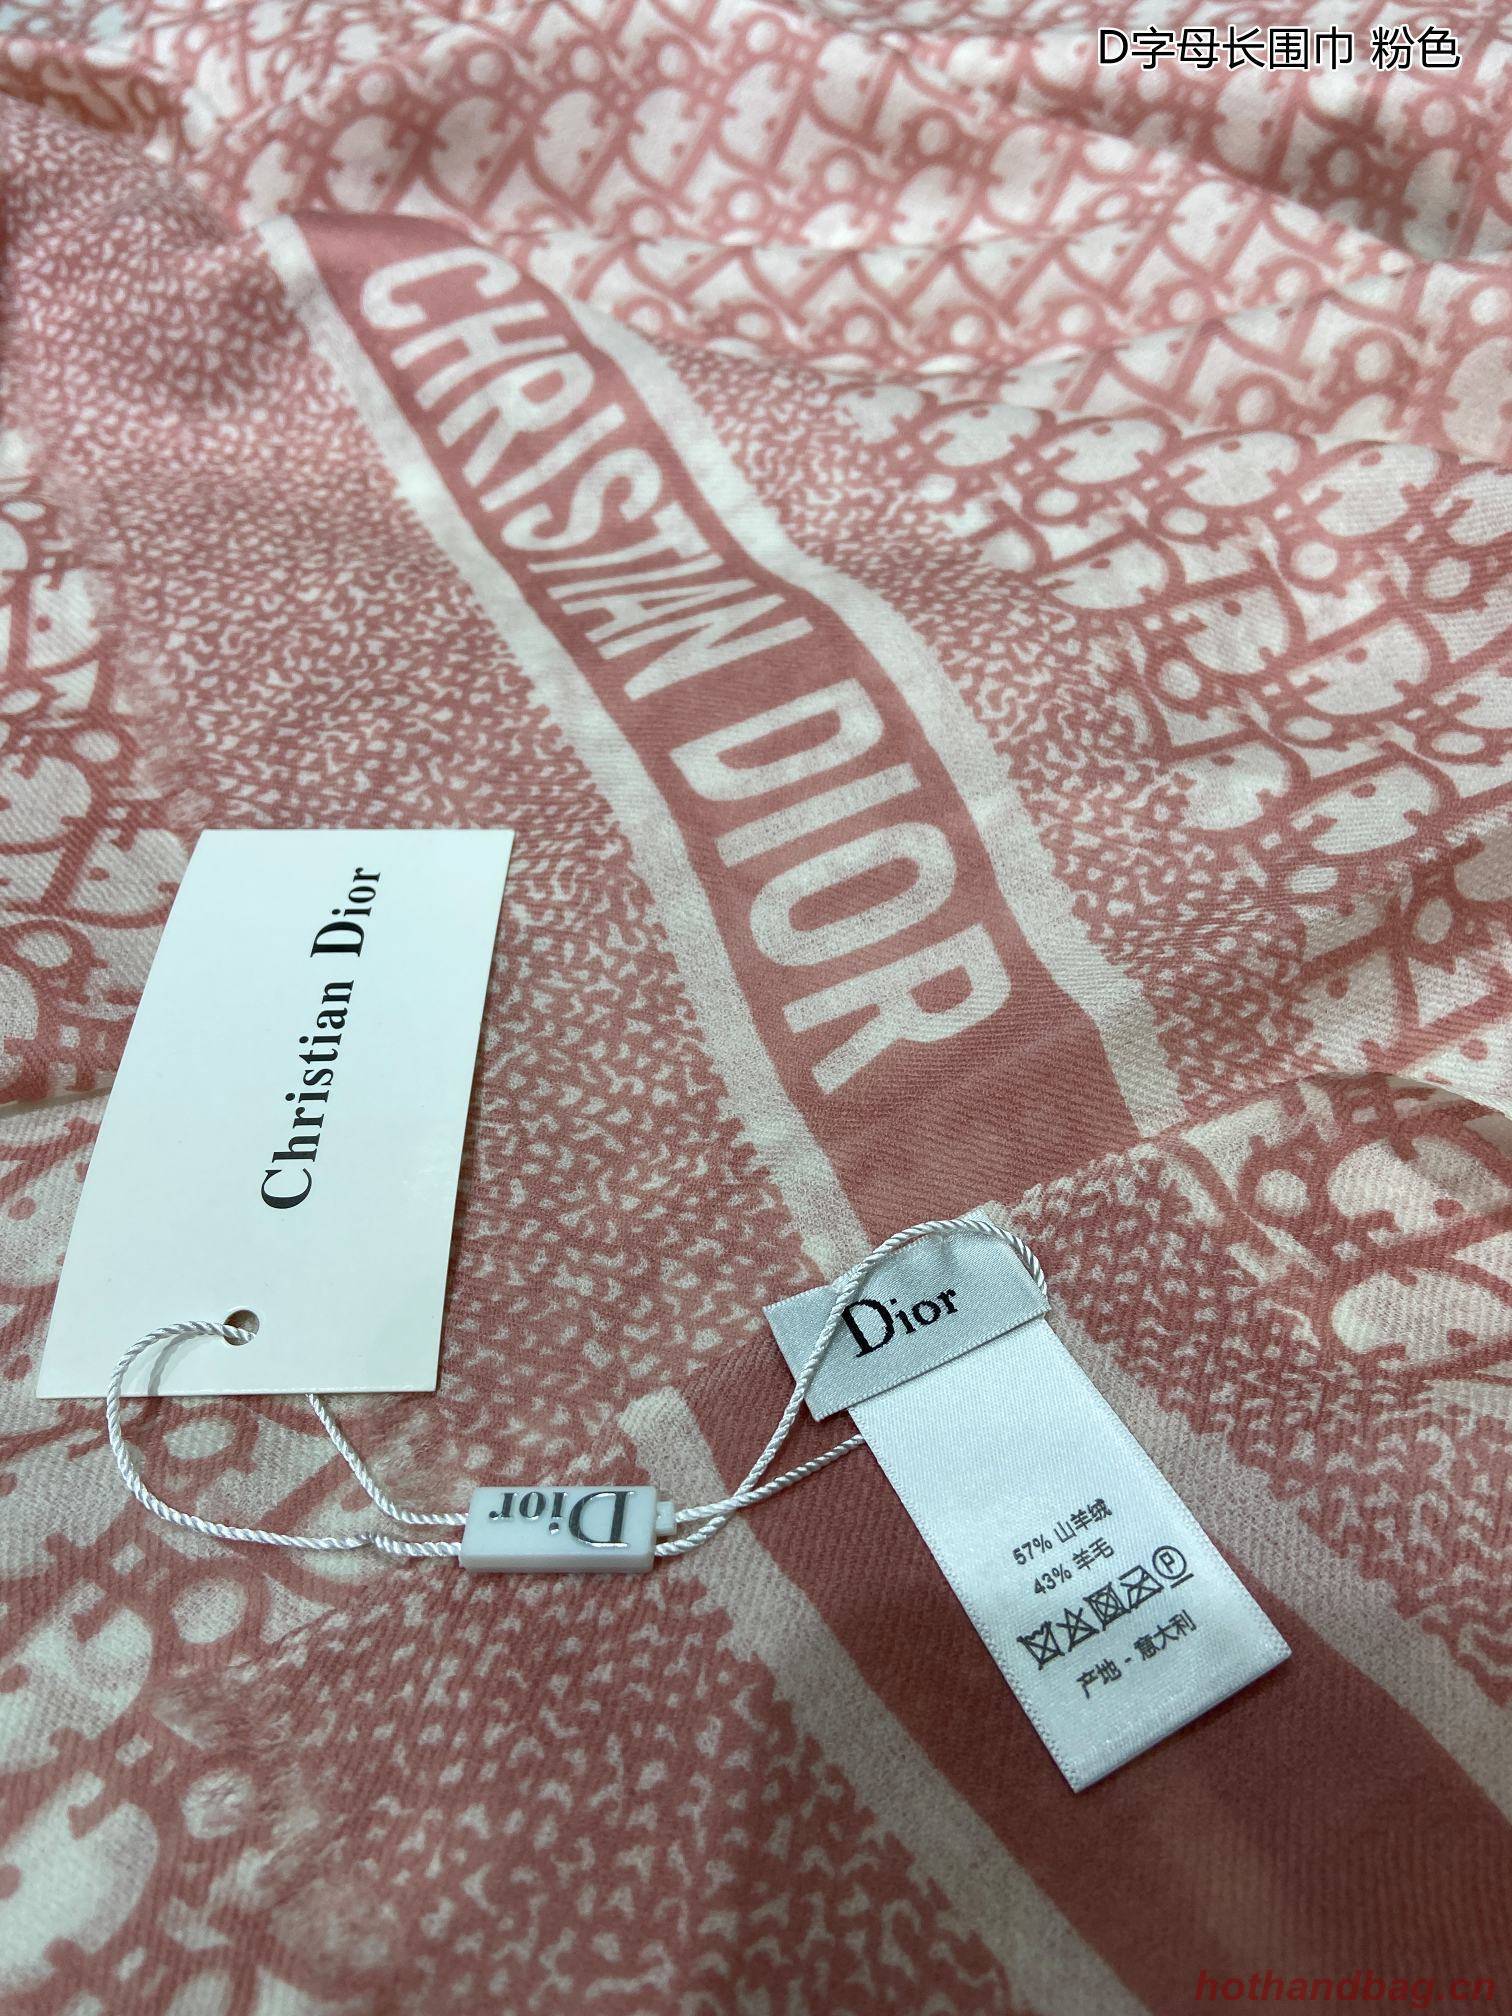 D字母长围巾 粉色
CHRISTIAN DIOR
Christian Dior
Dior
Dior
57% 山羊绒
43% 羊毛
P
产地 - 意大利
hothandbag.cn